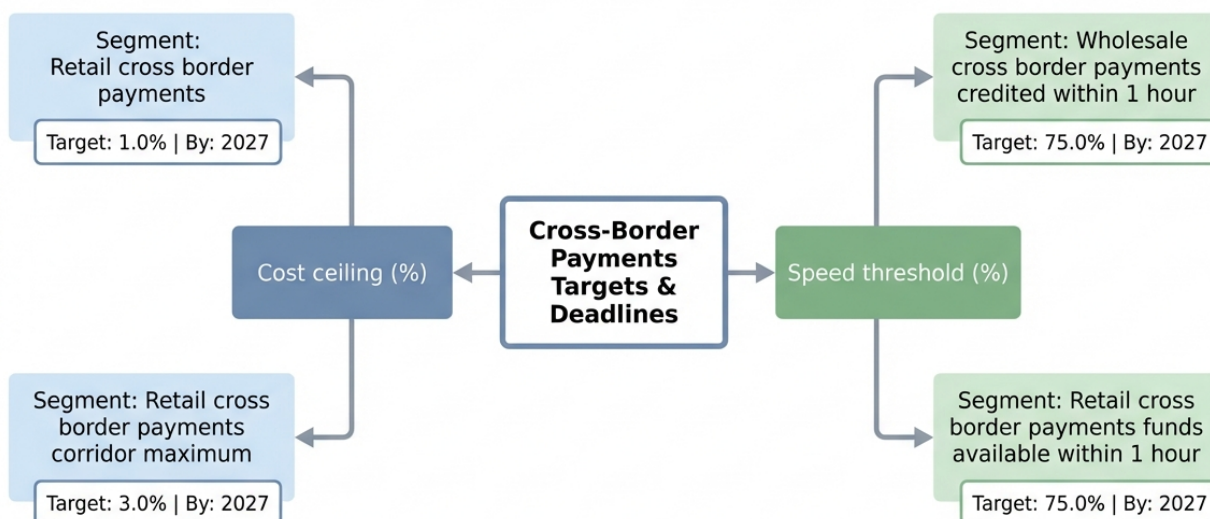 Segment:
Retail cross border
payments
Target: 1.0% | By: 2027
Segment: Wholesale
cross border payments
credited within 1 hour
Target: 75.0% | By: 2027
Cost ceiling (%)
Cross-Border
Payments
Targets &
Deadlines
Speed threshold (%)
Segment: Retail cross
border payments
corridor maximum
Target: 3.0% | By: 2027
Segment: Retail cross
border payments funds
available within 1 hour
Target: 75.0% | By: 2027